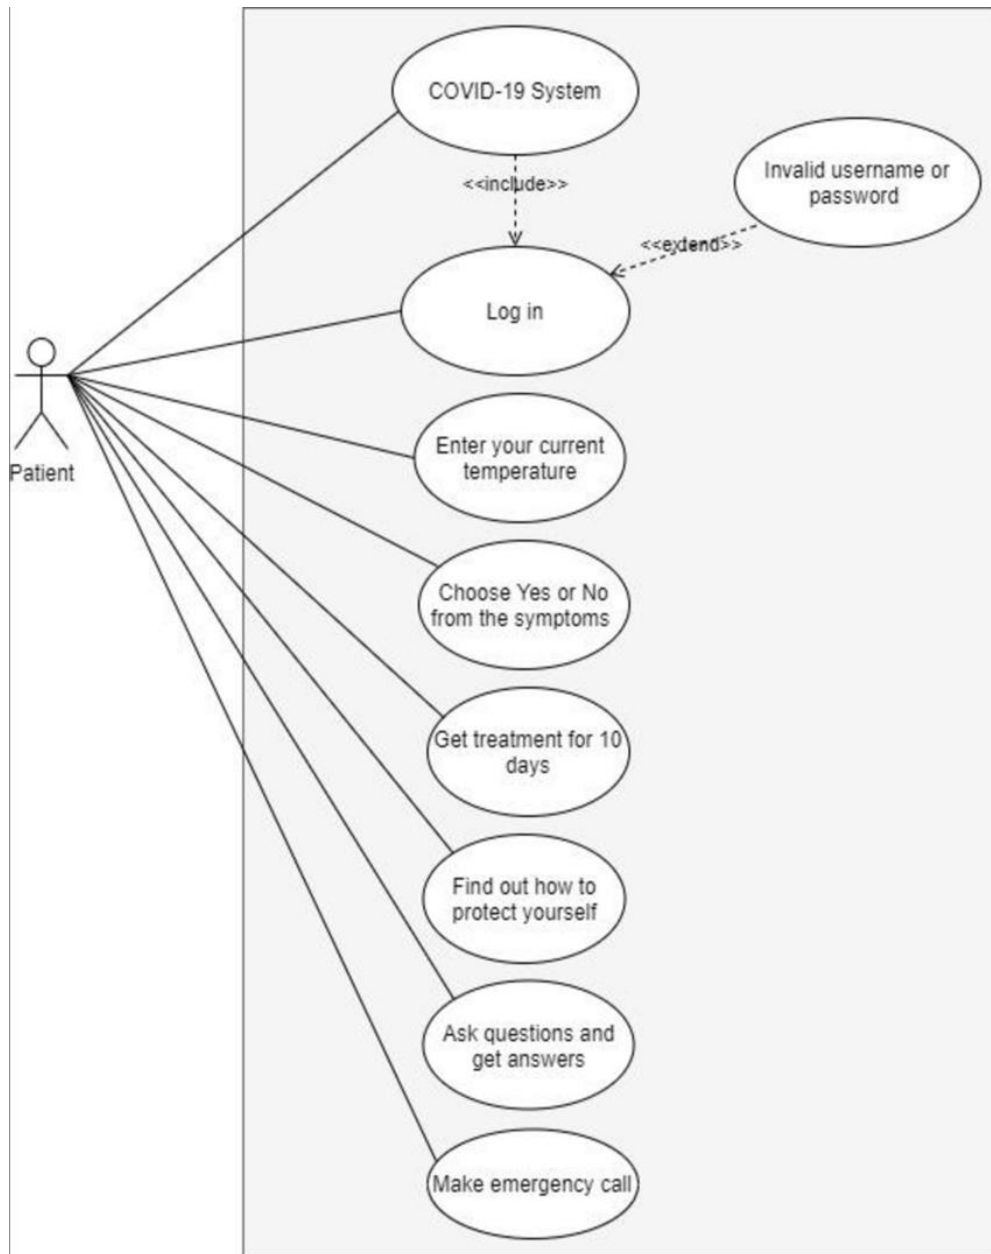 COVID-19 System
<<include>>
Invalid username or
password
<<extend>>
Log in
Patient
Enter your current
temperature
Choose Yes or No
from the symptoms
Get treatment for 10
days
Find out how to
protect yourself
Ask questions and
get answers
Make emergency call